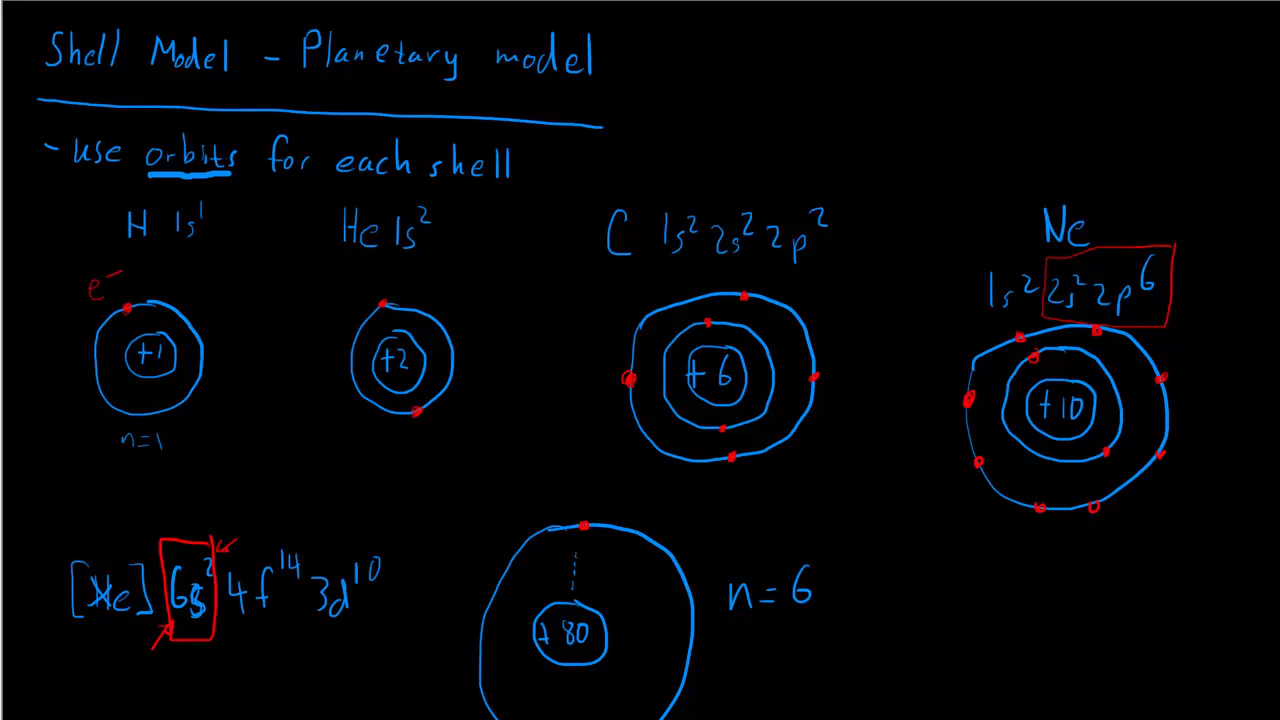 Shell Model - Planetary model
- use orbits for each shell
H 1s¹
He 1s²
C 1s² 2s² 2p²
Ne
1s² 2s² 2p⁶
e⁻
+1
+2
+6
+10
n=1
[Xe] 6s² 4f¹⁴ 3d¹⁰
+80
n=6